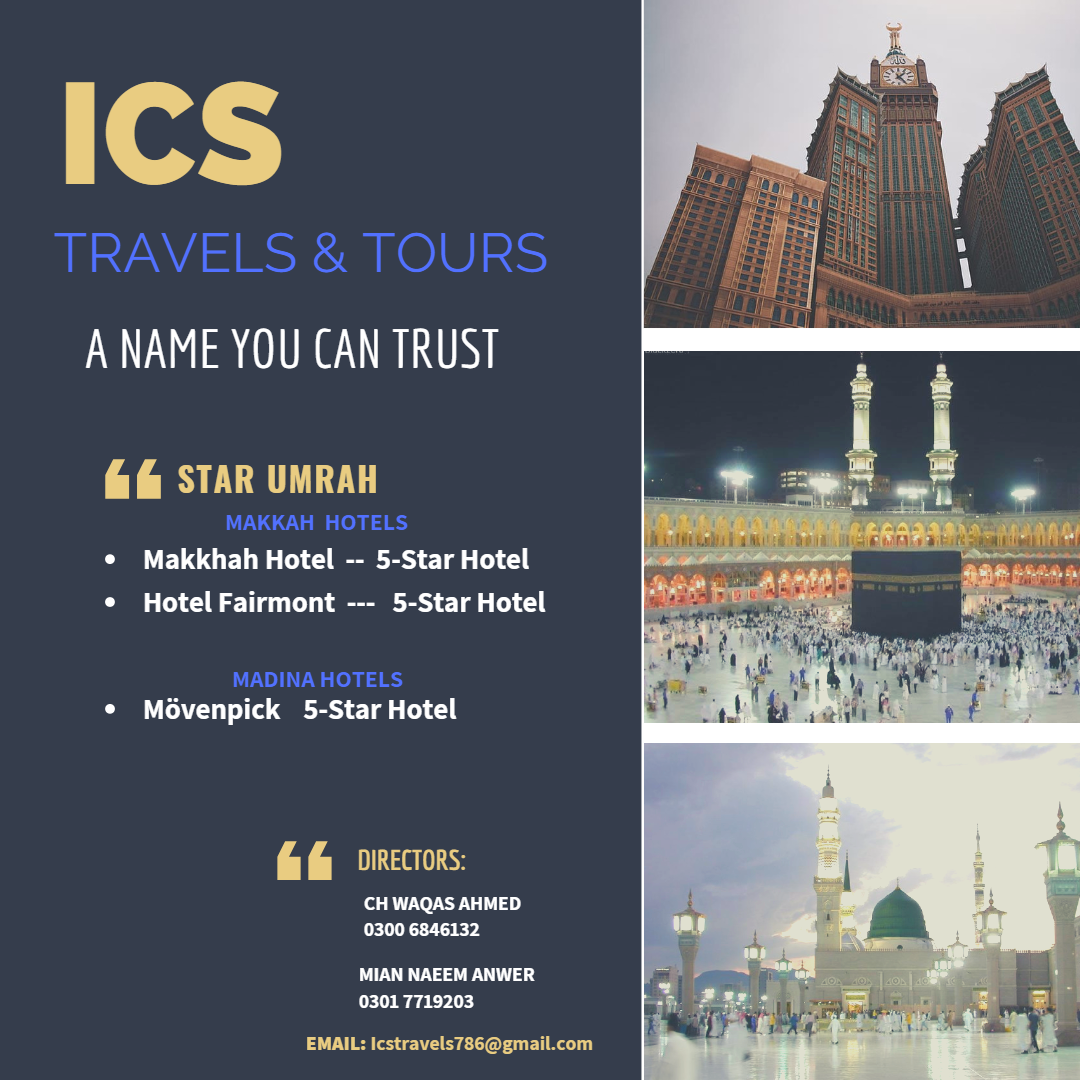 ICS
TRAVELS & TOURS
A NAME YOU CAN TRUST
STAR UMRAH
MAKKAH HOTELS
• Makkhah Hotel -- 5-Star Hotel
• Hotel Fairmont --- 5-Star Hotel
MADINA HOTELS
• Mövenpick 5-Star Hotel
DIRECTORS:
CH WAQAS AHMED
0300 6846132
MIAN NAEEM ANWER
0301 7719203
EMAIL: Icstravels786@gmail.com